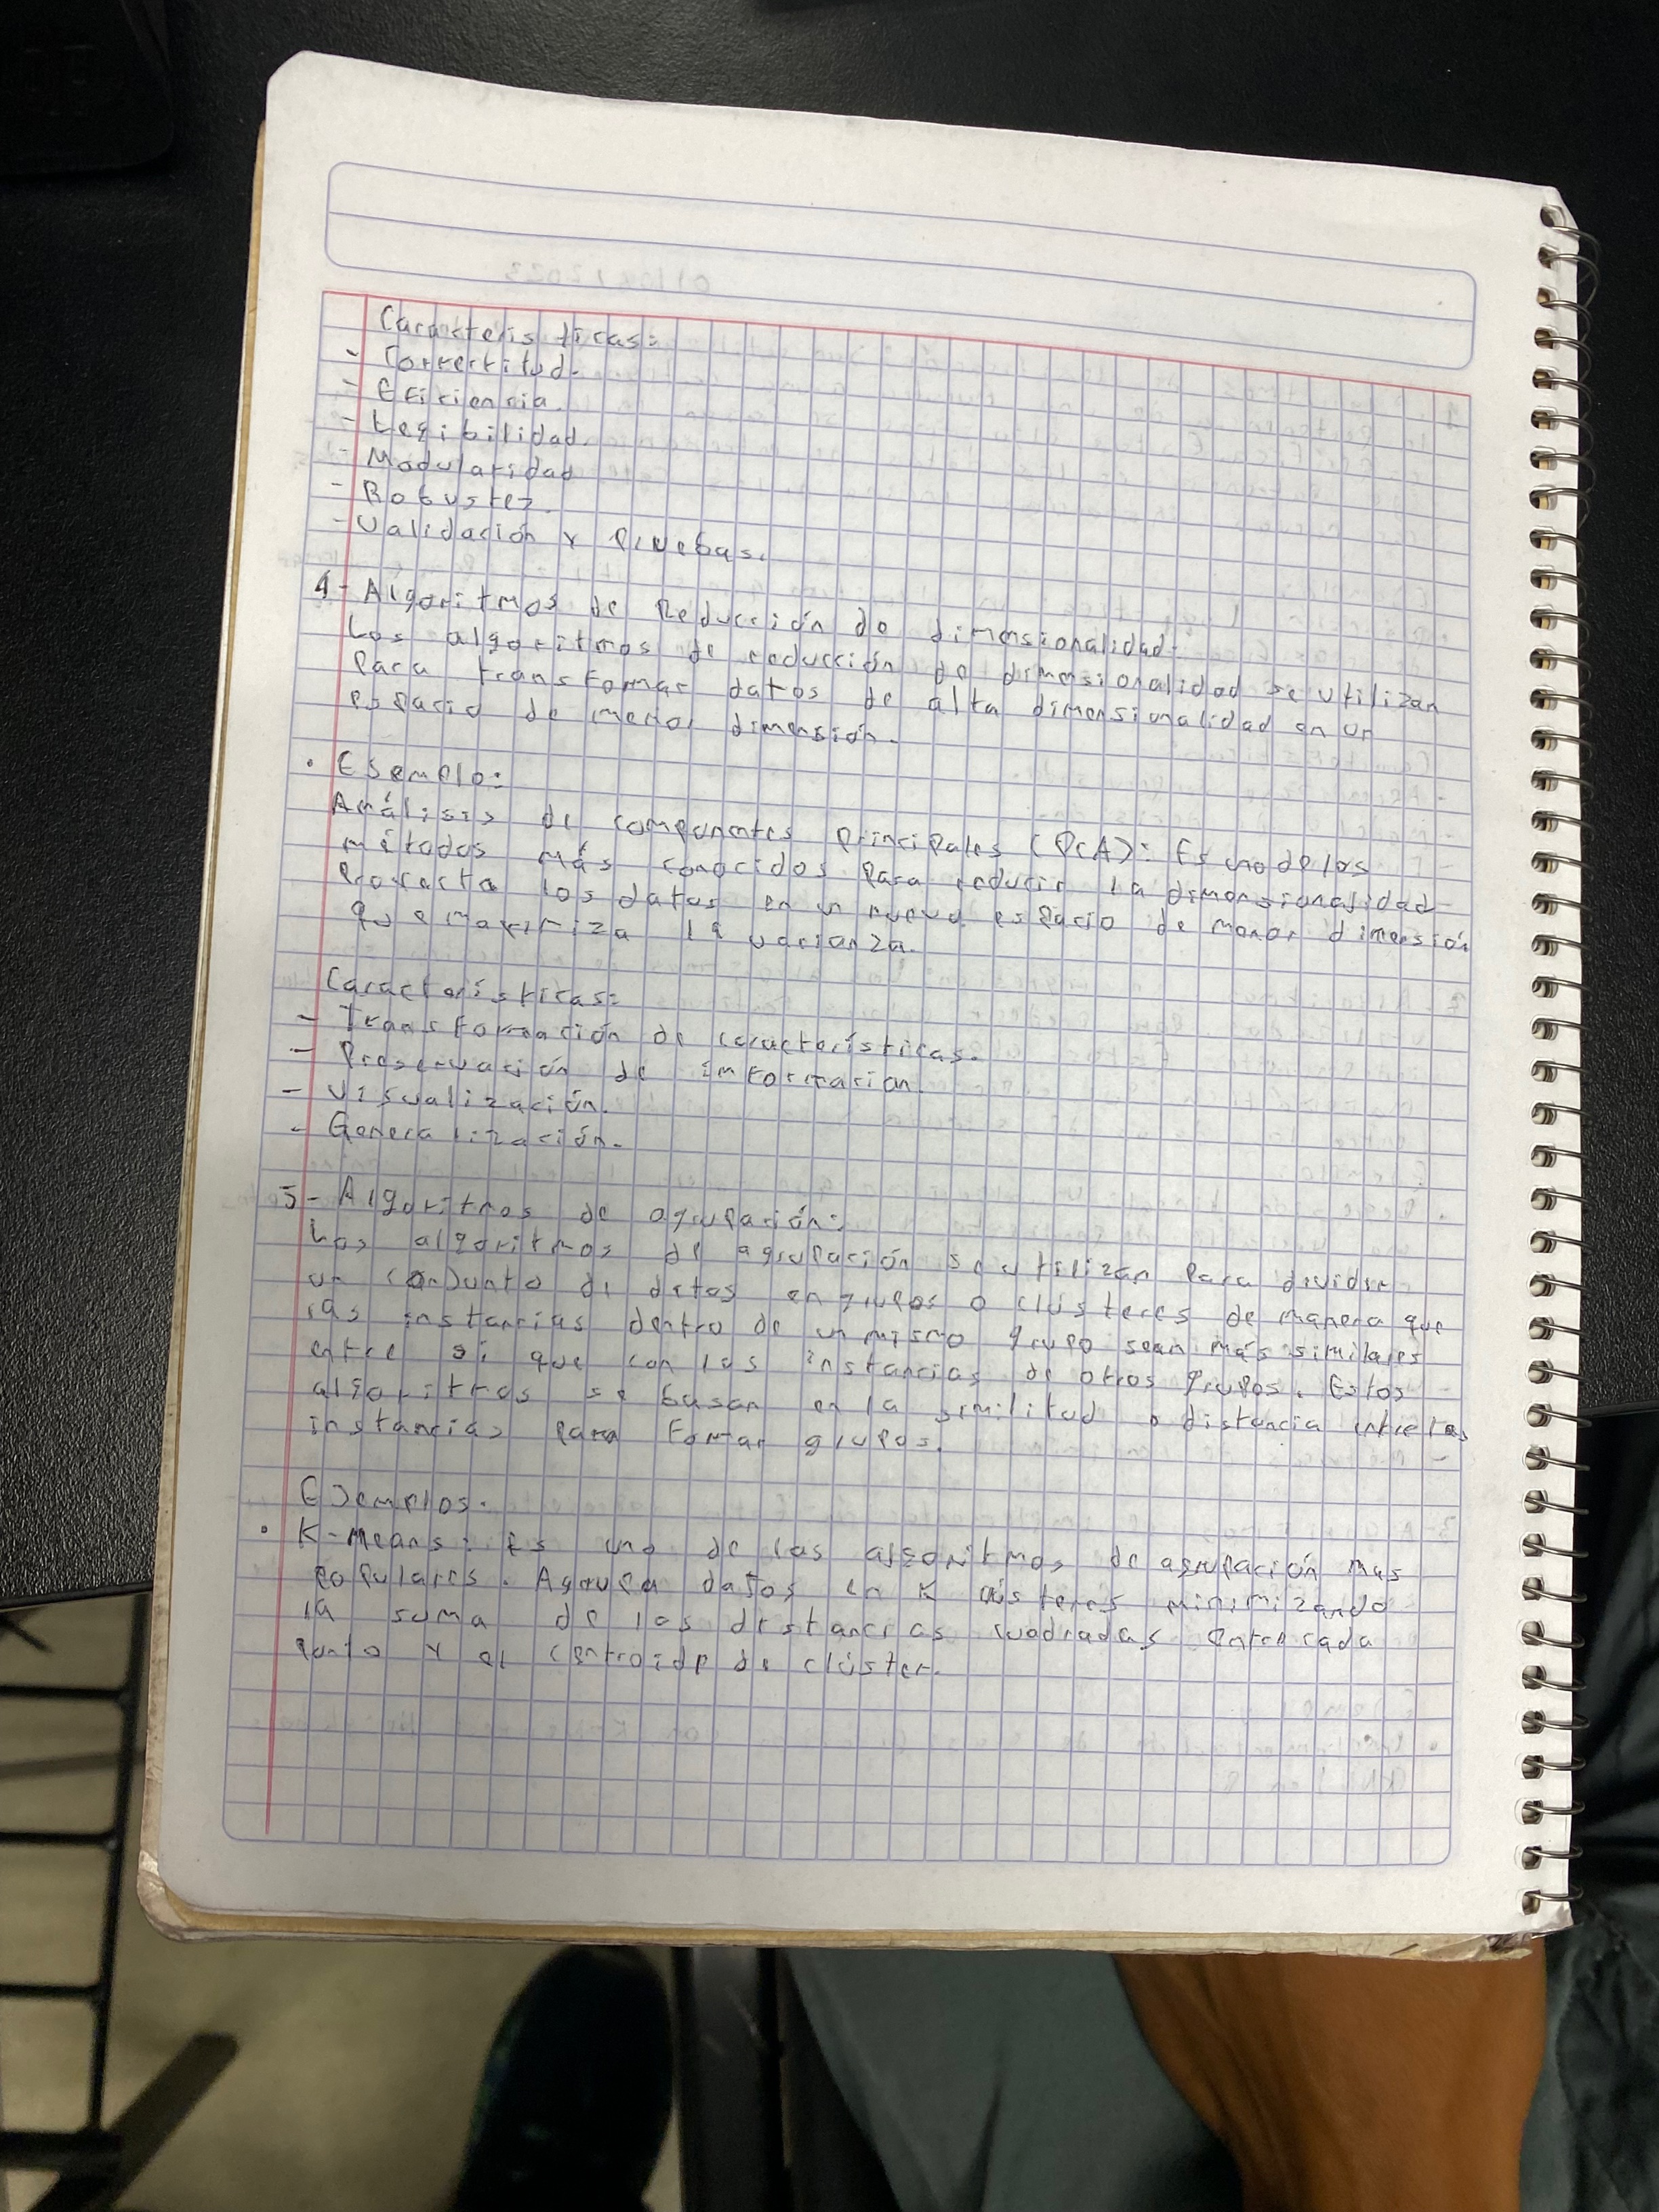 Caracteristicas:
- Correctitud.
- Eficiencia.
- Legibilidad.
- Modularidad
- Robustez.
- Validación y Pruebas.
4- Algoritmos de Reducción de dimensionalidad:
Los algoritmos de reducción de dimensionalidad se utilizan
Para transformar datos de alta dimensionalidad en un
espacio de menor dimensión.
• Ejemplo:
Análisis de componentes Principales (PCA): Es uno de los
métodos más conocidos Para reducir la dimensionalidad
Proyecta los datos en un nuevo espacio de menor dimensión
que maximiza la varianza.
Características:
- Transformación de características.
- Preservación de información.
- Visualización.
- Generalización.
5- Algoritmos de agrupación:
Los algoritmos de agrupación se utilizan Para dividir
un conjunto de datos en grupos o clústeres de manera que
las instancias dentro de un mismo grupo sean más similares
entre sí que con las instancias de otros grupos. Estos
algoritmos se basan en la similitud o distancia entre las
instancias para formar grupos.
Ejemplos.
• K-Means: Es uno de los algoritmos de agrupación mas
populares. Agrupa datos en K clústeres minimizando
la suma de las distancias cuadradas entre cada
punto y el centroide de clúster.